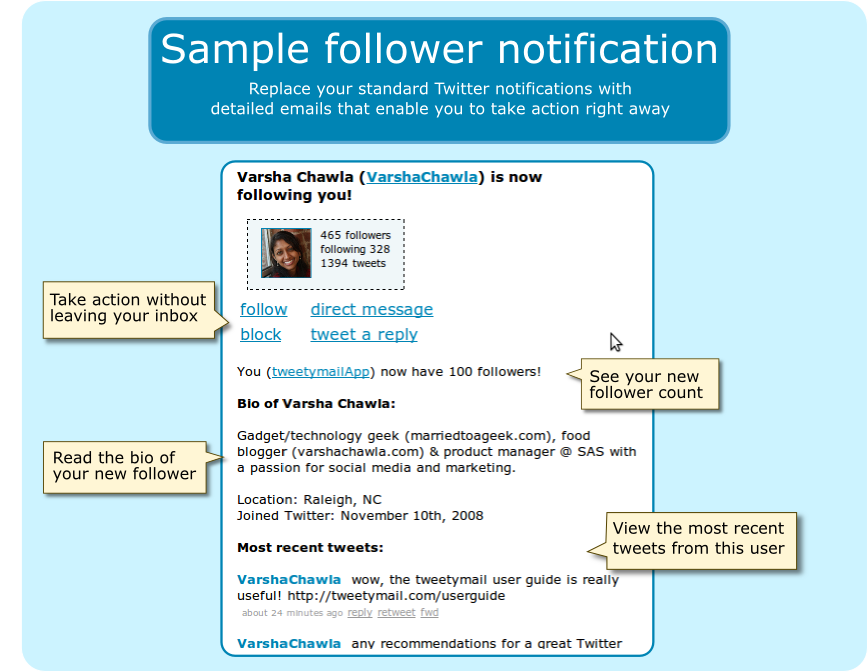 Sample follower notification
Replace your standard Twitter notifications with
detailed emails that enable you to take action right away
Varsha Chawla (VarshaChawla) is now
following you!
465 followers
following 328
1394 tweets
Take action without
leaving your inbox
follow direct message
block tweet a reply
You (tweetymailApp) now have 100 followers!
See your new
follower count
Bio of Varsha Chawla:
Read the bio of
your new follower
Gadget/technology geek (marriedtoageek.com), food
blogger (varshachawla.com) & product manager @ SAS with
a passion for social media and marketing.
Location: Raleigh, NC
Joined Twitter: November 10th, 2008
View the most recent
tweets from this user
Most recent tweets:
VarshaChawla wow, the tweetymail user guide is really
useful! http://tweetymail.com/userguide
about 24 minutes ago reply retweet fwd
VarshaChawla any recommendations for a great Twitter